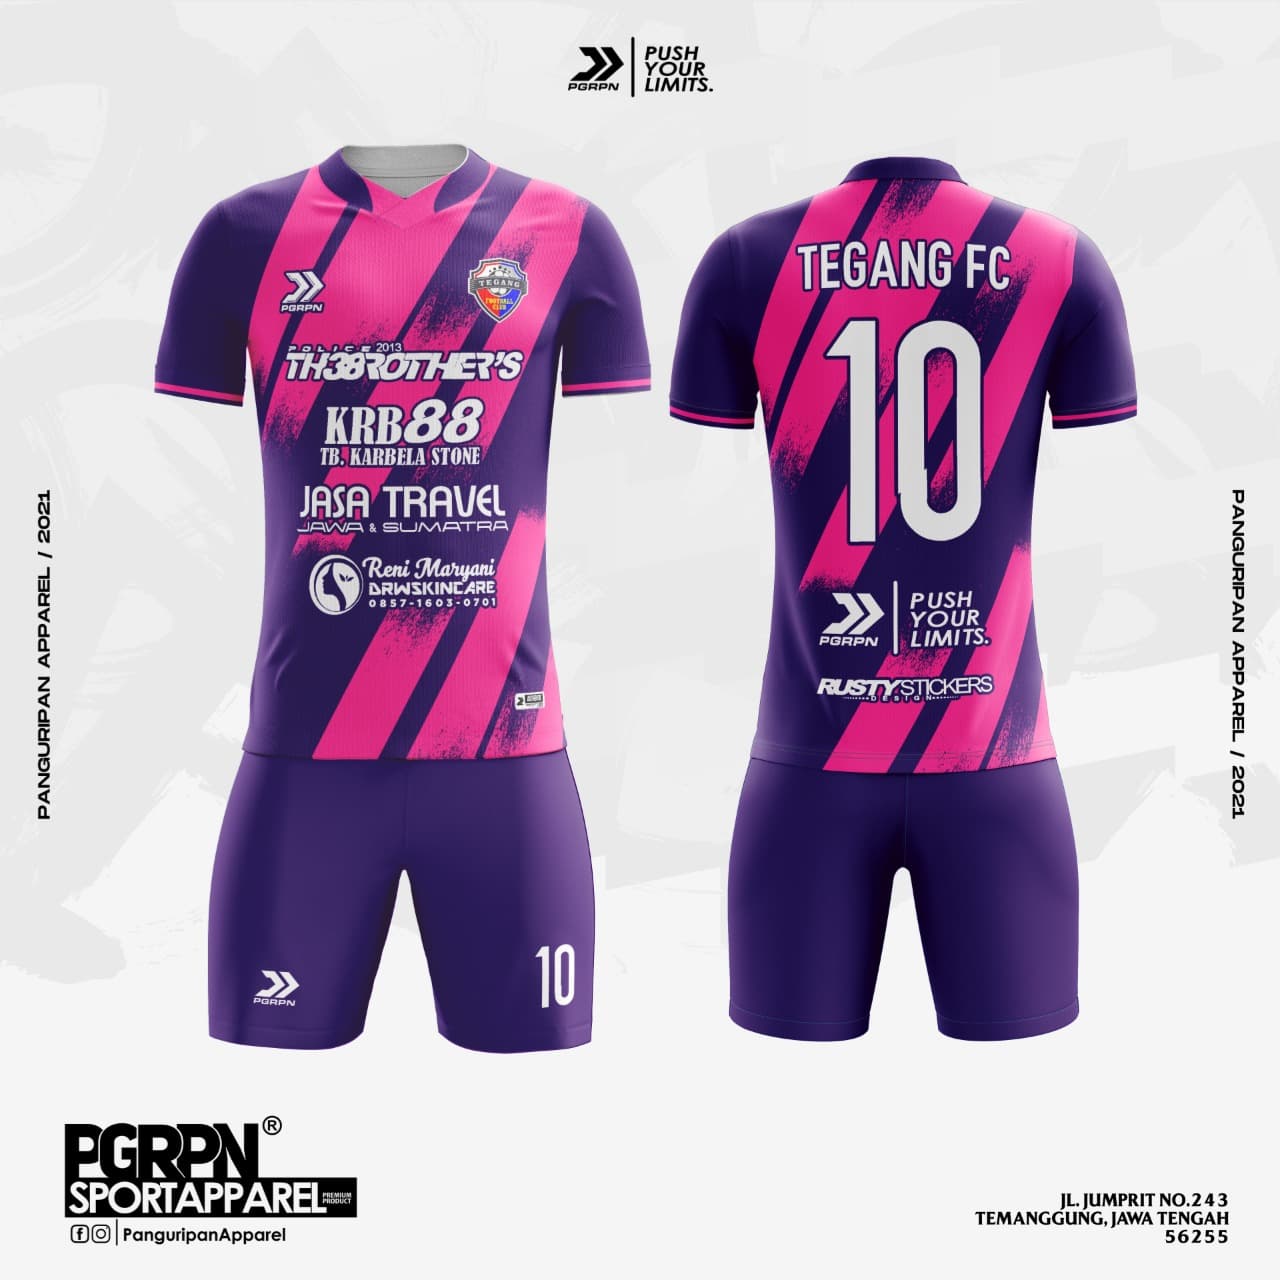 PGRPN
PUSH
YOUR
LIMITS.
PGRPN
TEGANG
FOOTBALL
CLUB
POLICE 2013
TH38ROTHER'S
KRB88
TB. KARBELA STONE
JASA TRAVEL
JAWA & SUMATRA
Reni Maryani
DRWSKINCARE
0857-1603-0701
PGRPN
10
TEGANG FC
10
PGRPN
PUSH
YOUR
LIMITS.
RUSTYSTICKERS
DESIGN
PANGURIPAN APPAREL / 2021
PANGURIPAN APPAREL / 2021
PGRPN®
SPORTAPPAREL
PREMIUM
PRODUCT
PanguripanApparel
JL. JUMPRIT NO.243
TEMANGGUNG, JAWA TENGAH
56255